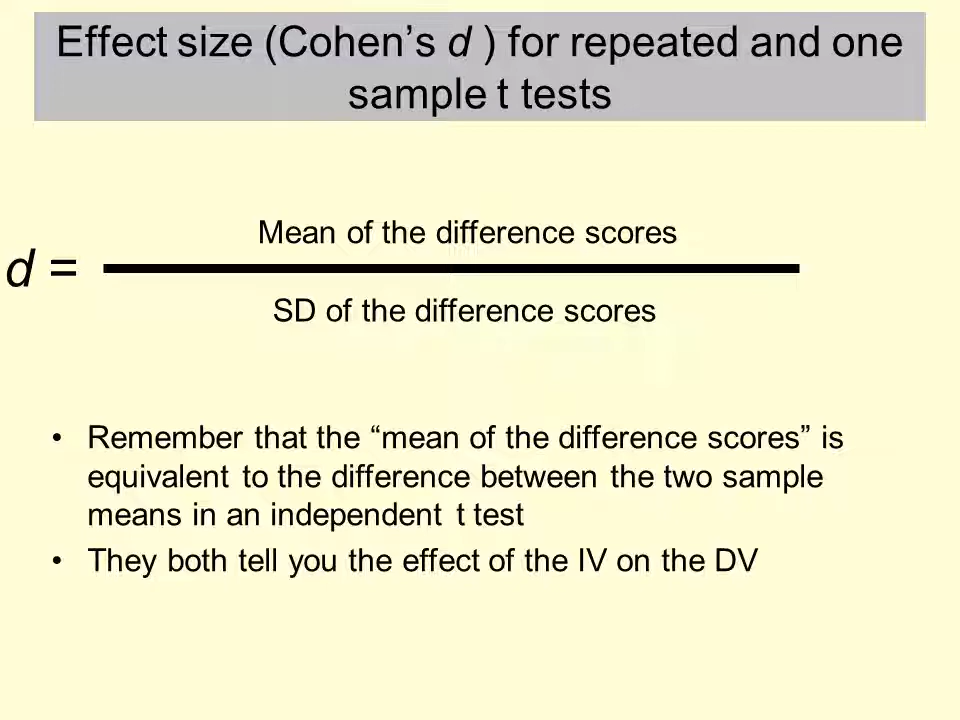 Effect size (Cohen’s d ) for repeated and one
sample t tests
Mean of the difference scores
d =
SD of the difference scores
• Remember that the “mean of the difference scores” is
equivalent to the difference between the two sample
means in an independent t test
• They both tell you the effect of the IV on the DV